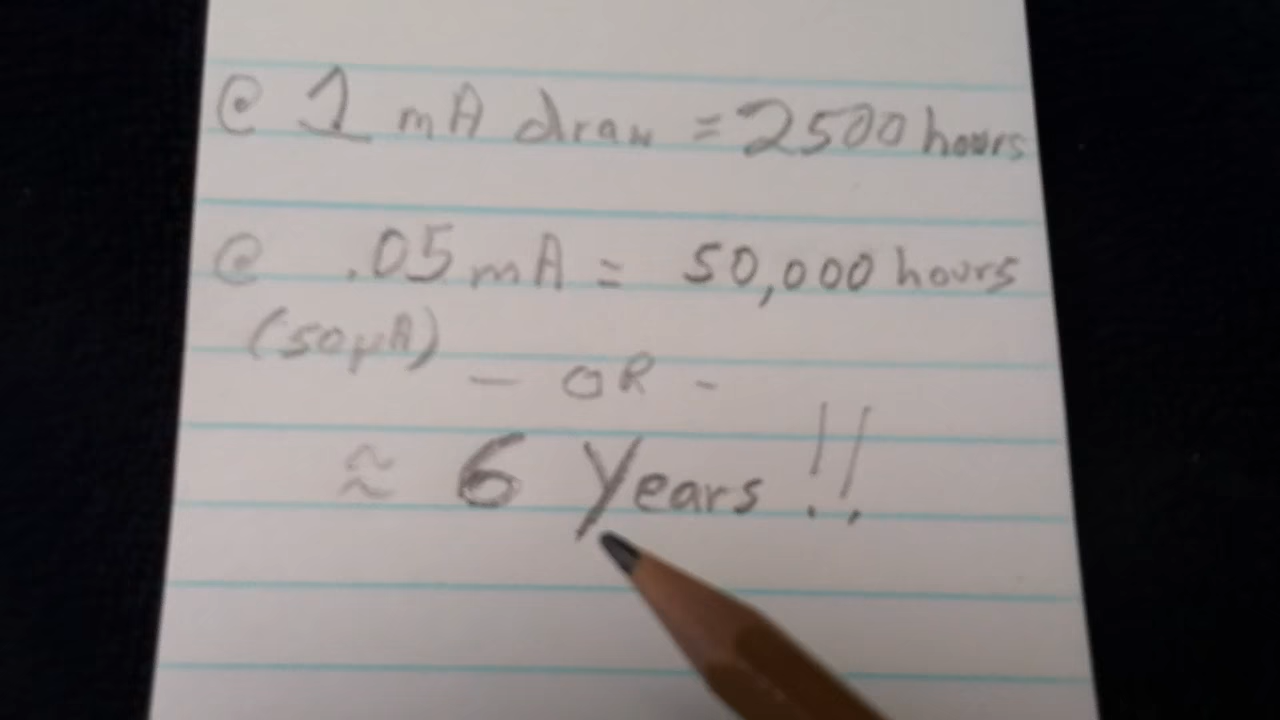 @ 1 mA draw = 2500 hours
@ .05 mA = 50,000 hours
(50µA)
- OR -
≈ 6 Years !!